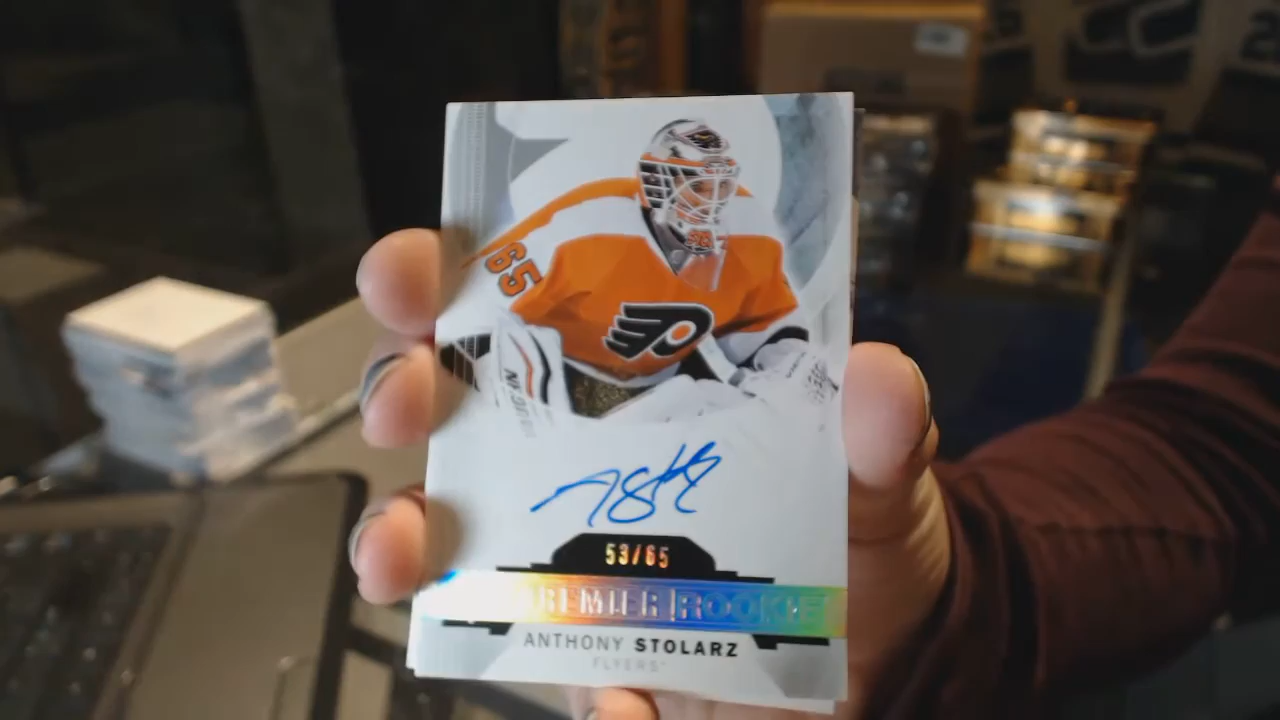 65
53/65
PREMIER | ROOKIE
ANTHONY STOLARZ
FLYERS